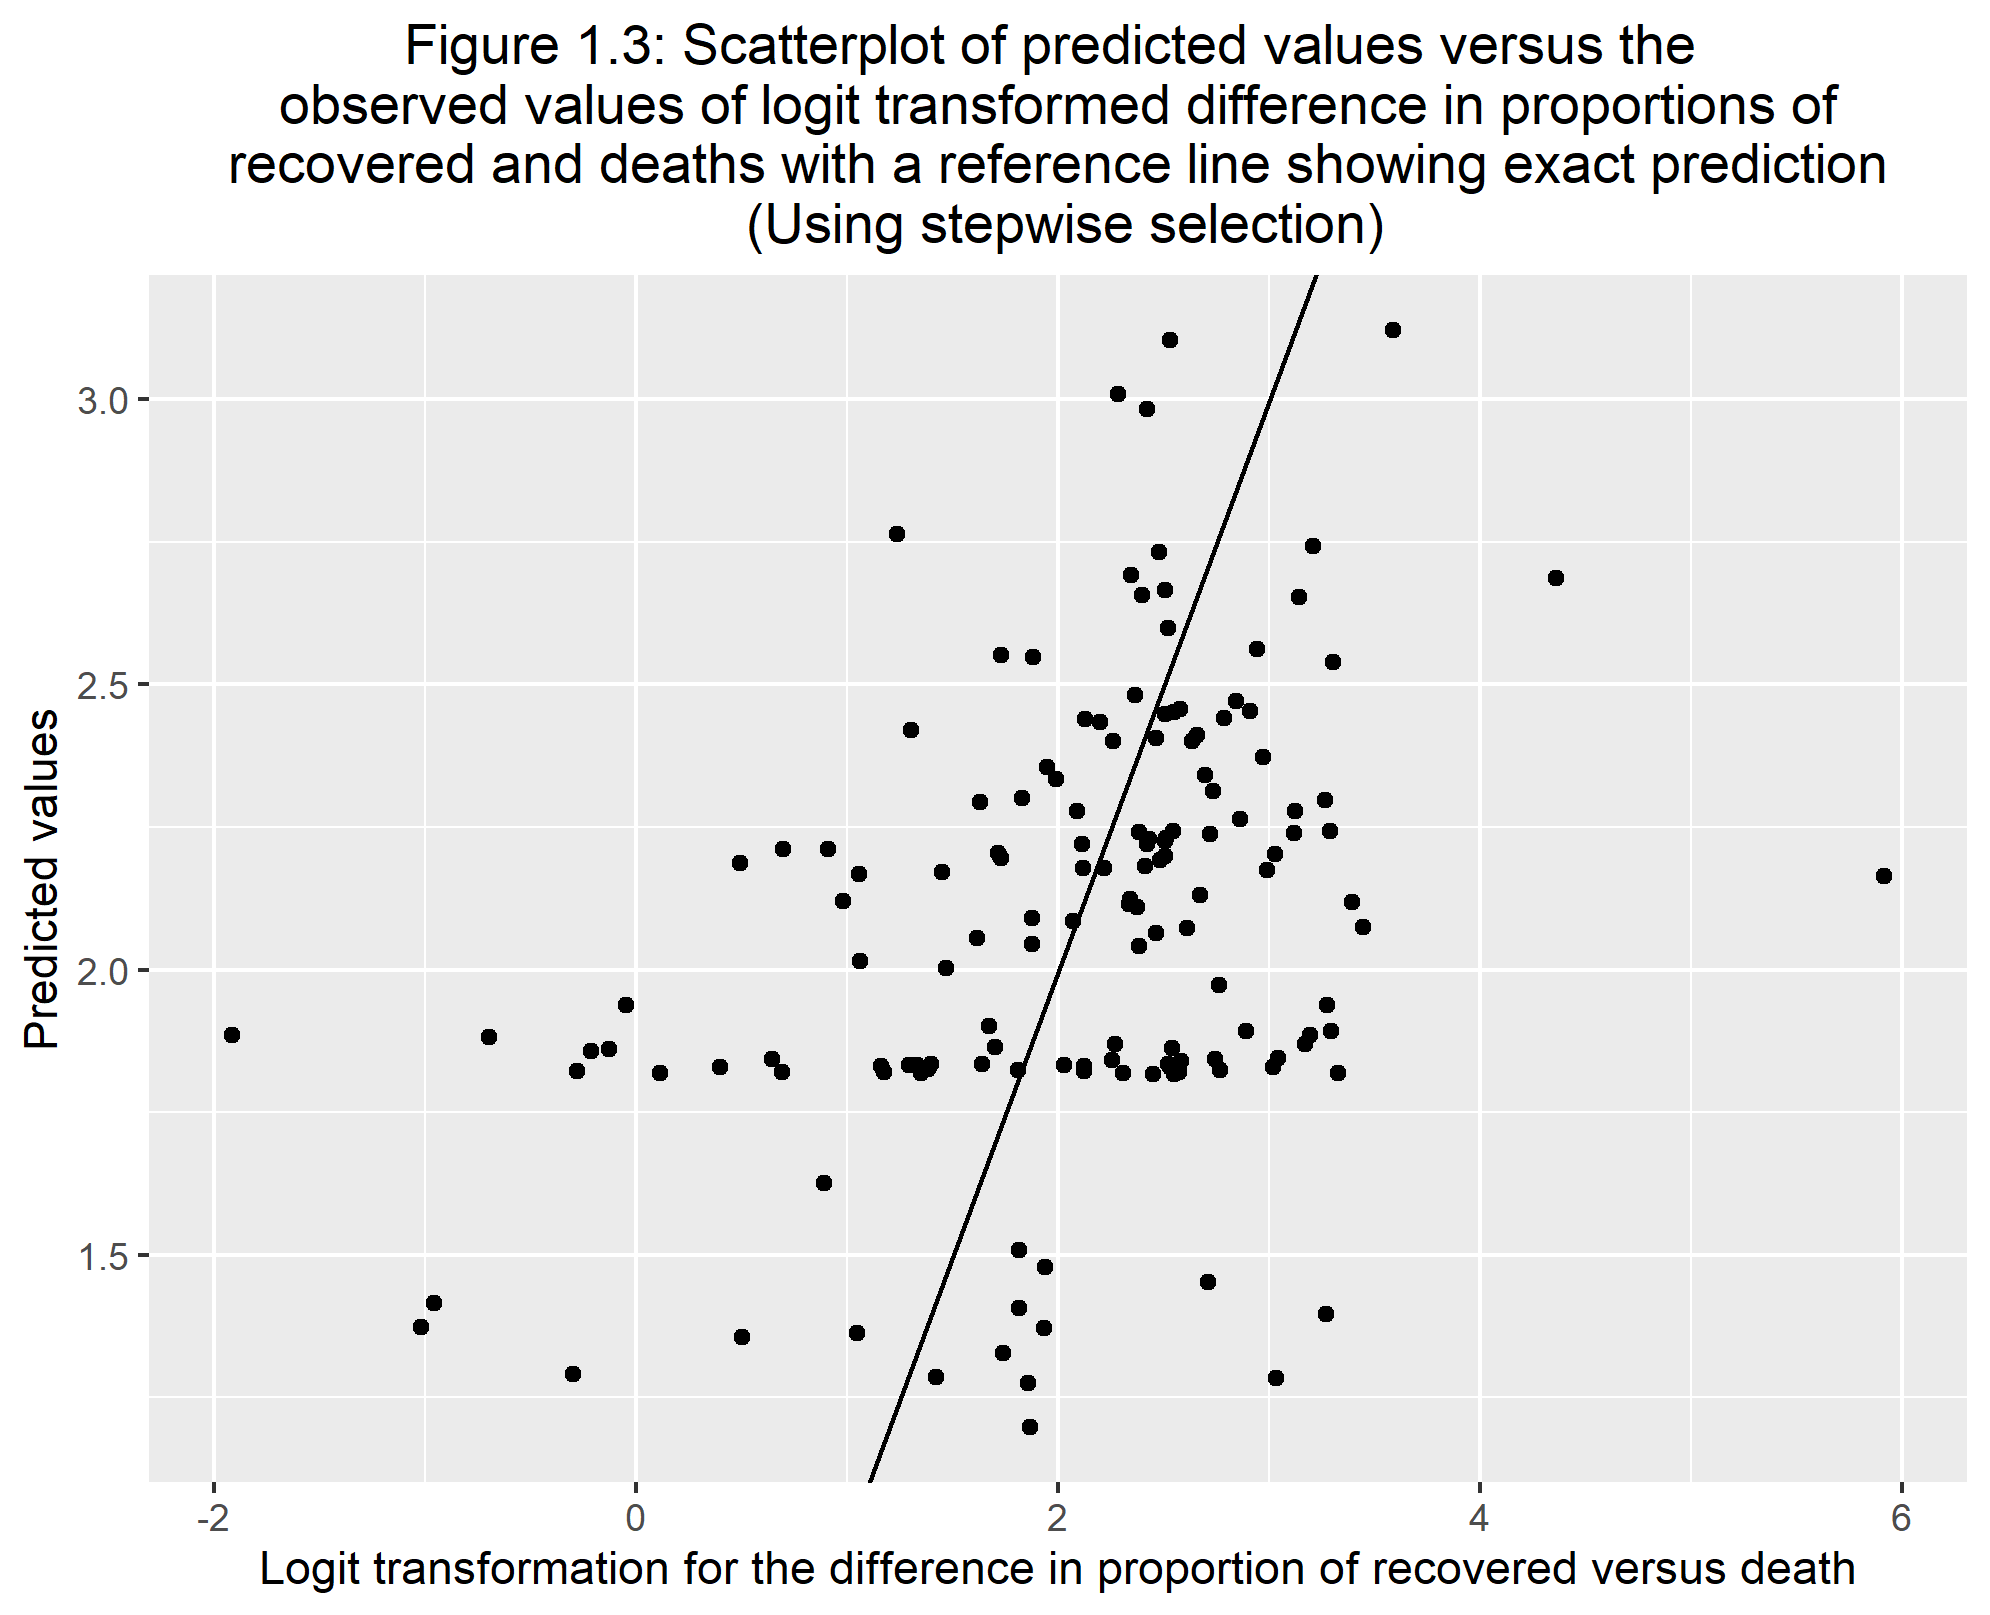 Figure 1.3: Scatterplot of predicted values versus the
observed values of logit transformed difference in proportions of
recovered and deaths with a reference line showing exact prediction
(Using stepwise selection)
Predicted values
3.0
2.5
2.0
1.5
-2
0
2
4
6
Logit transformation for the difference in proportion of recovered versus death